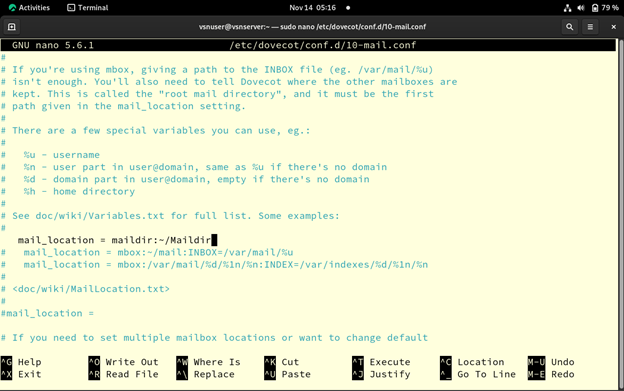 Activities Terminal Nov 14 05:16 79 %
vsnuser@vsnserver:~ — sudo nano /etc/dovecot/conf.d/10-mail.conf
GNU nano 5.6.1 /etc/dovecot/conf.d/10-mail.conf
#
# If you're using mbox, giving a path to the INBOX file (eg. /var/mail/%u)
# isn't enough. You'll also need to tell Dovecot where the other mailboxes are
# kept. This is called the "root mail directory", and it must be the first
# path given in the mail_location setting.
#
# There are a few special variables you can use, eg.:
#
#   %u - username
#   %n - user part in user@domain, same as %u if there's no domain
#   %d - domain part in user@domain, empty if there's no domain
#   %h - home directory
#
# See doc/wiki/Variables.txt for full list. Some examples:
#
mail_location = maildir:~/Maildir
#   mail_location = mbox:~/mail:INBOX=/var/mail/%u
#   mail_location = mbox:/var/mail/%d/%1n/%n:INDEX=/var/indexes/%d/%1n/%n
#
# <doc/wiki/MailLocation.txt>
#
#mail_location =
#
# If you need to set multiple mailbox locations or want to change default
^G Help ^O Write Out ^W Where Is ^K Cut ^T Execute ^C Location M-U Undo
^X Exit ^R Read File ^\ Replace ^U Paste ^J Justify ^_ Go To Line M-E Redo